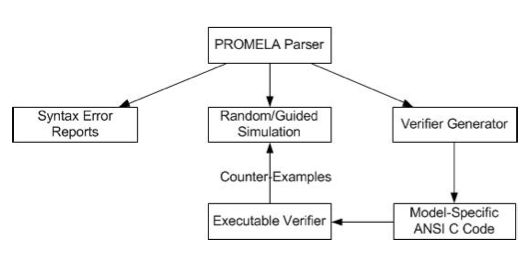 PROMELA Parser
Syntax Error
Reports
Random/Guided
Simulation
Verifier Generator
Counter-Examples
Executable Verifier
Model-Specific
ANSI C Code